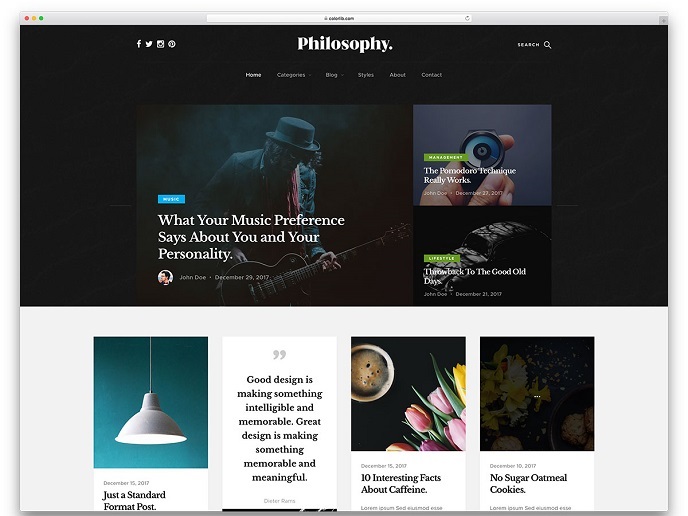 colorlib.com
Philosophy.
SEARCH
Home Categories Blog Styles About Contact
MUSIC
What Your Music Preference
Says About You and Your
Personality.
John Doe • December 29, 2017
MANAGEMENT
The Pomodoro Technique
Really Works.
John Doe • December 27, 2017
LIFESTYLE
Throwback To The Good Old
Days.
John Doe • December 21, 2017
December 15, 2017
Just a Standard
Format Post.
”
Good design is
making something
intelligible and
memorable. Great
design is making
something
memorable and
meaningful.
Dieter Rams
December 15, 2017
10 Interesting Facts
About Caffeine.
Lorem ipsum Sed eiusmod esse
...
December 10, 2017
No Sugar Oatmeal
Cookies.
Lorem ipsum Sed eiusmod esse